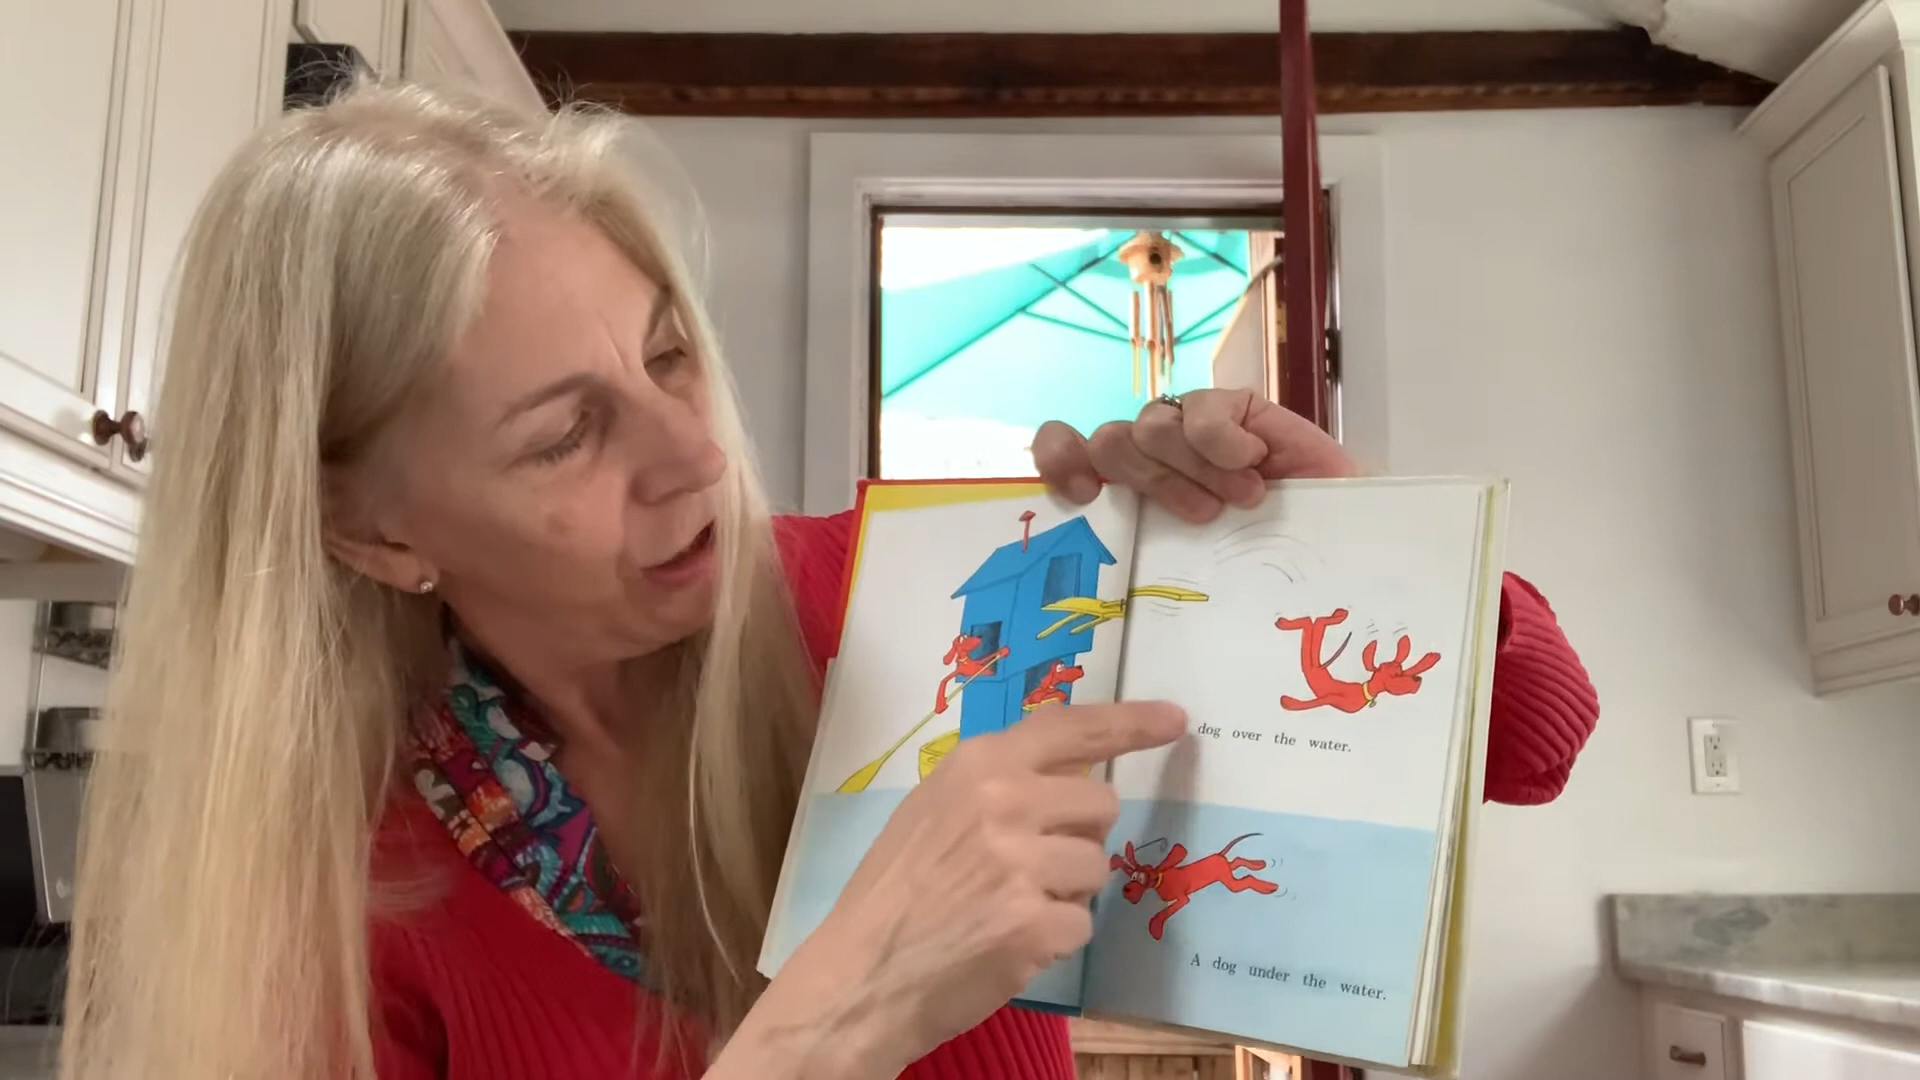 dog over the water.
A dog under the water.